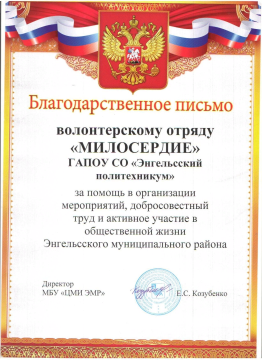 Благодарственное письмо
волонтерскому отряду
«МИЛОСЕРДИЕ»
ГАПОУ СО «Энгельсский
политехникум»
за помощь в организации
мероприятий, добросовестный
труд и активное участие в
общественной жизни
Энгельсского муниципального района
Директор
МБУ «ЦМИ ЭМР»
Е.С. Козубенко